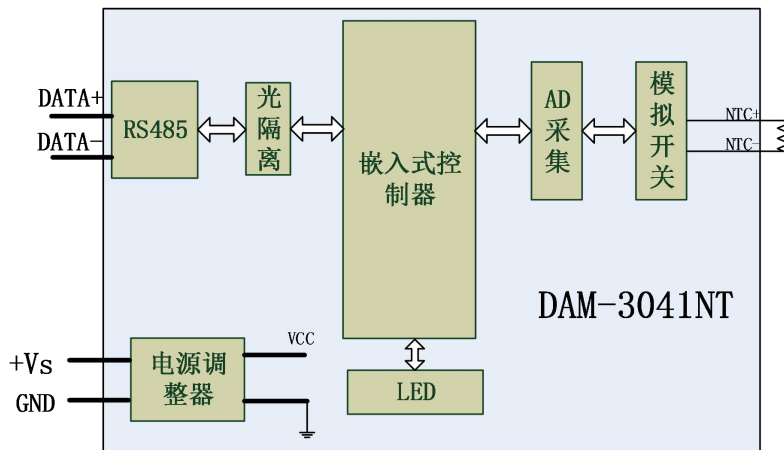 DATA+
DATA-
RS485
光
隔
离
嵌入式控
制器
AD
采
集
模
拟
开
关
NTC+
NTC-
DAM-3041NT
+Vs
GND
电源调
整器
VCC
LED